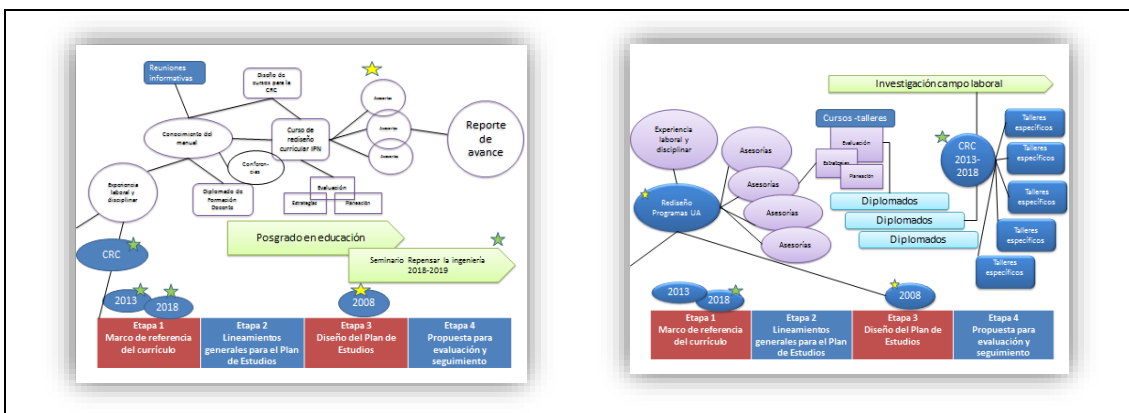 Reuniones
informativas
Diseño de
cursos para la
CRC
Asesorías
Asesorías
Asesorías
Conocimiento del
manual
Curso de
rediseño
curricular IPN
Reporte
de
avance
Conferen-
cias
Experiencia
laboral y
disciplinar
Diplomado de
Formación
Docente
Evaluación
Estrategias
Planeación
Posgrado en educación
CRC
Seminario Repensar la ingeniería
2018-2019
2013
2018
2008
Etapa 1
Marco de referencia
del currículo
Etapa 2
Lineamientos
generales para el Plan
de Estudios
Etapa 3
Diseño del Plan de
Estudios
Etapa 4
Propuesta para
evaluación y
seguimiento
Investigación campo laboral
Experiencia
laboral y
disciplinar
Cursos -talleres
Evaluación
Estrategias
Planeación
Asesorías
Asesorías
Asesorías
Asesorías
CRC
2013-
2018
Talleres
específicos
Talleres
específicos
Talleres
específicos
Talleres
específicos
Talleres
específicos
Rediseño
Programas UA
Diplomados
Diplomados
Diplomados
2013
2018
2008
Etapa 1
Marco de referencia
del currículo
Etapa 2
Lineamientos
generales para el Plan
de Estudios
Etapa 3
Diseño del Plan de
Estudios
Etapa 4
Propuesta para
evaluación y
seguimiento